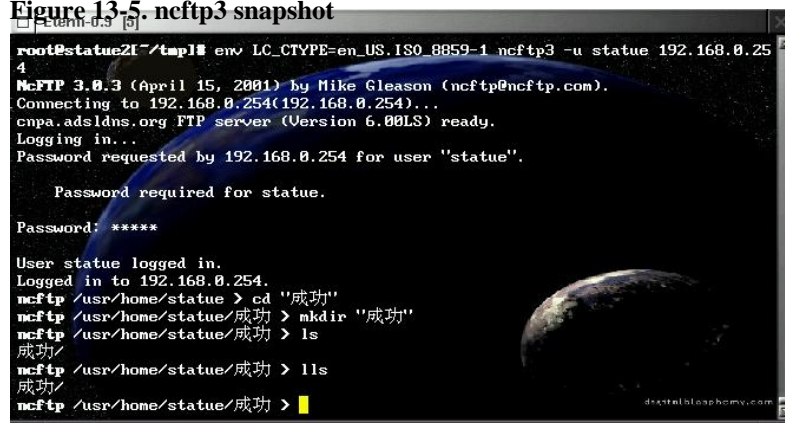 Figure 13-5. ncftp3 snapshot
Eterm-0.9 [5]
root@statue2[~/tmp]# env LC_CTYPE=en_US.ISO_8859-1 ncftp3 -u statue 192.168.0.25
4
NcFTP 3.0.3 (April 15, 2001) by Mike Gleason (ncftp@ncftp.com).
Connecting to 192.168.0.254(192.168.0.254)...
cnpa.adsldns.org FTP server (Version 6.00LS) ready.
Logging in...
Password requested by 192.168.0.254 for user "statue".
Password required for statue.
Password: *****
User statue logged in.
Logged in to 192.168.0.254.
ncftp /usr/home/statue > cd "成功"
ncftp /usr/home/statue/成功 > mkdir "成功"
ncftp /usr/home/statue/成功 > ls
成功/
ncftp /usr/home/statue/成功 > lls
成功/
ncftp /usr/home/statue/成功 >
digitalblasphemy.com